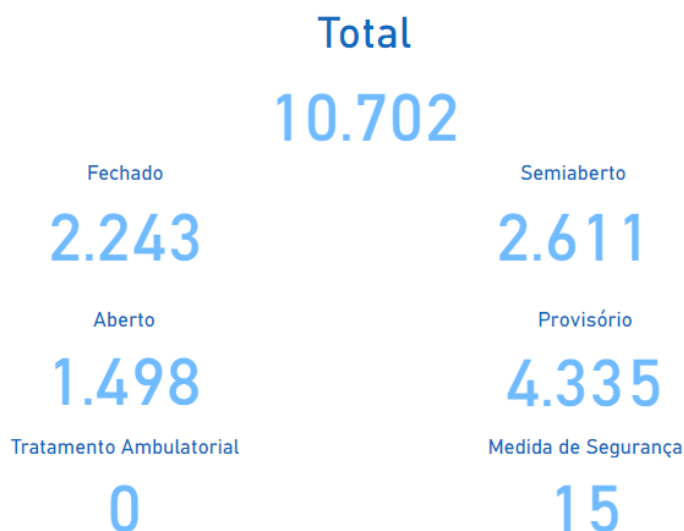 Total
10.702
Fechado Semiaberto
2.243 2.611
Aberto Provisório
1.498 4.335
Tratamento Ambulatorial Medida de Segurança
0 15